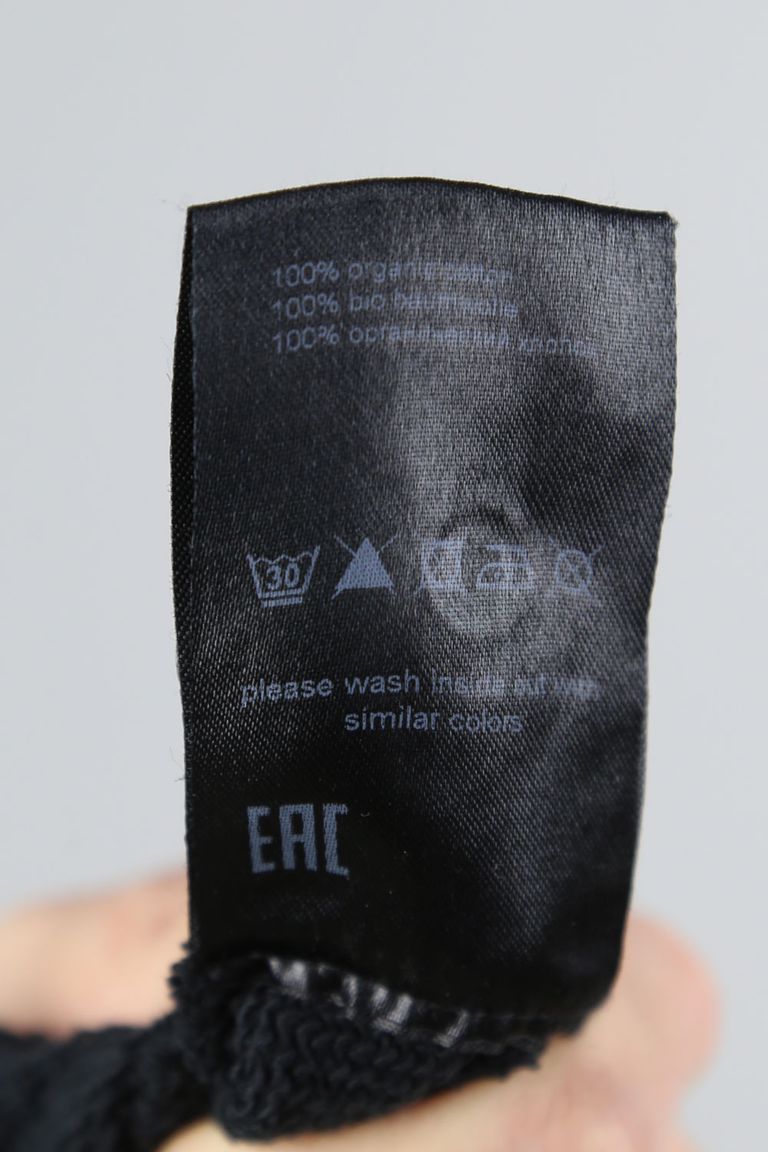 100% organic cotton
100% bio baumwolle
100% органический хлопок
30
please wash inside out with
similar colors
EAC